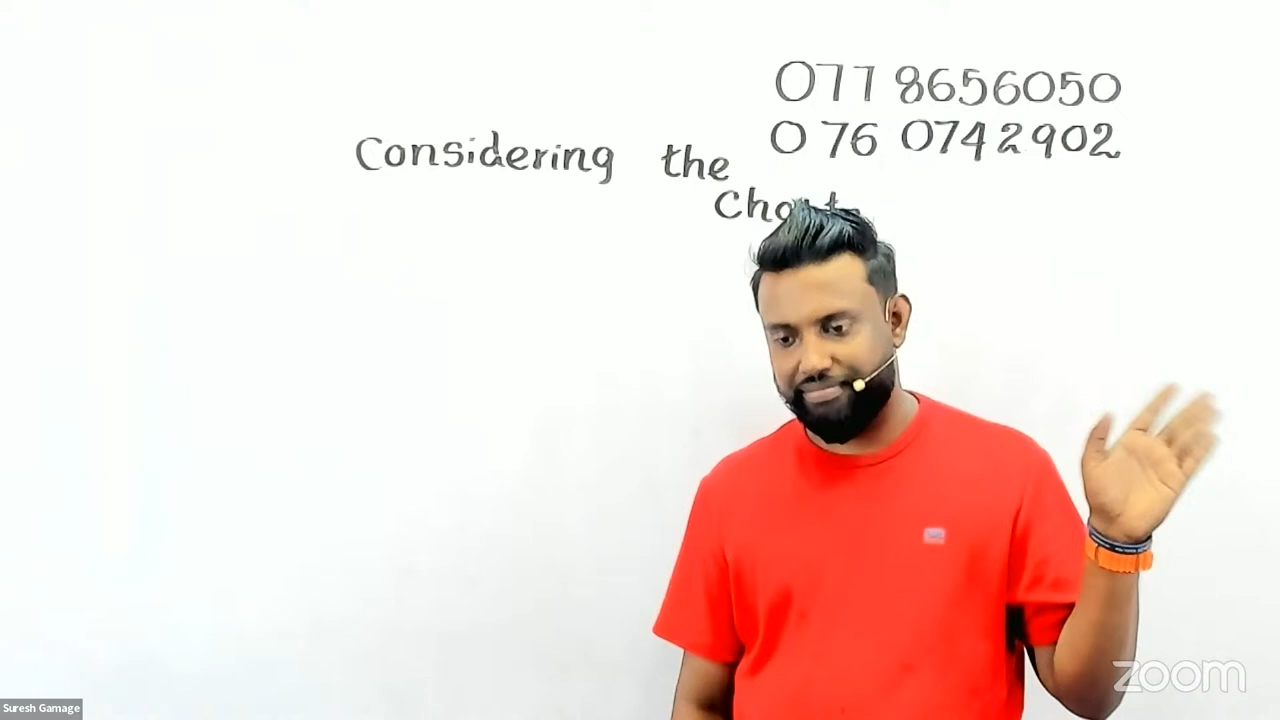 077 8656050
076 0742902
Considering the
Suresh Gamage
zoom